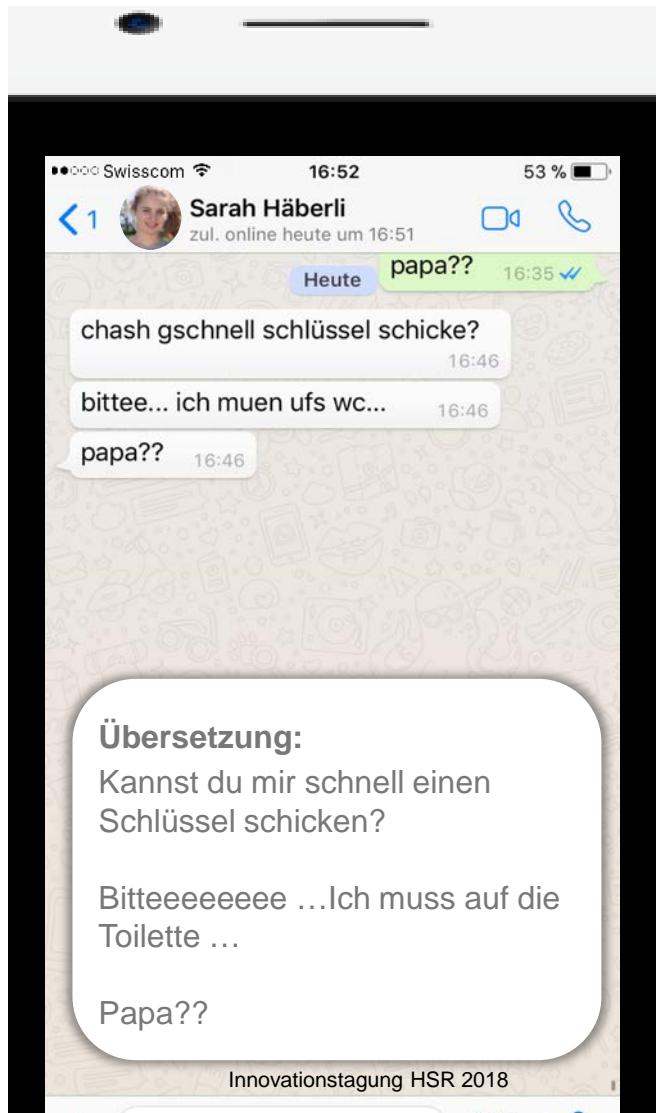 Swisscom 16:52 53 %
1 Sarah Häberli
zul. online heute um 16:51
Heute
papa?? 16:35
chash gschnell schlüssel schicke?
16:46
bittee... ich muen ufs wc... 16:46
papa?? 16:46
Übersetzung:
Kannst du mir schnell einen
Schlüssel schicken?
Bitteeeeeeee …Ich muss auf die
Toilette …
Papa??
Innovationstagung HSR 2018